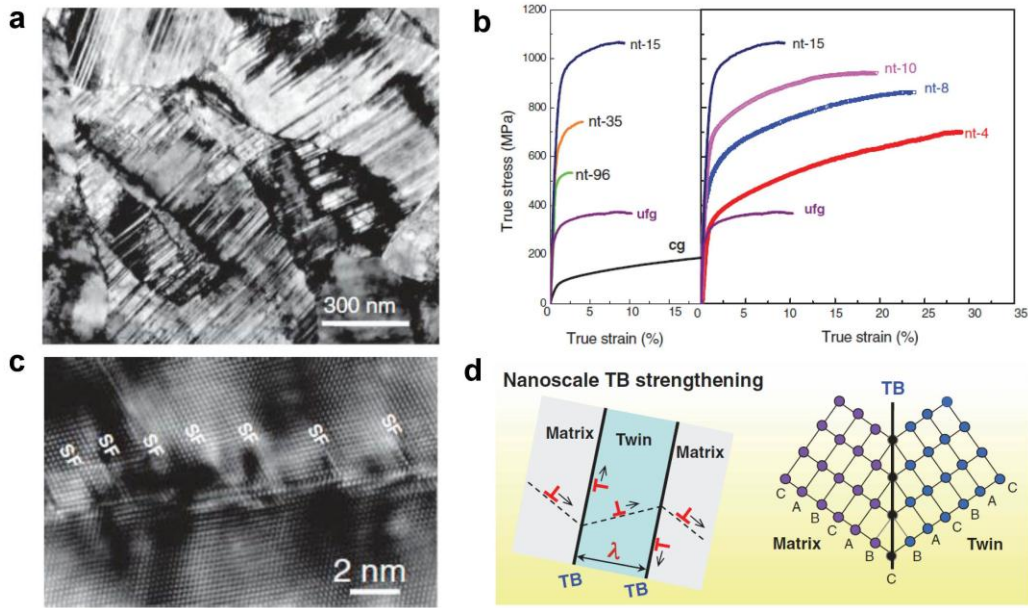 a
300 nm
b
True stress (MPa)
1200
1000
800
600
400
200
0
nt-15
nt-35
nt-96
ufg
cg
0 5 10 15
True strain (%)
nt-15
nt-10
nt-8
nt-4
ufg
0 5 10 15 20 25 30 35
True strain (%)
c
SF SF SF SF SF SF
2 nm
d
Nanoscale TB strengthening
Matrix
Twin
Matrix
λ
TB
TB
TB
C
A
B
C
A
B
C
B
A
C
B
A
C
Matrix
Twin